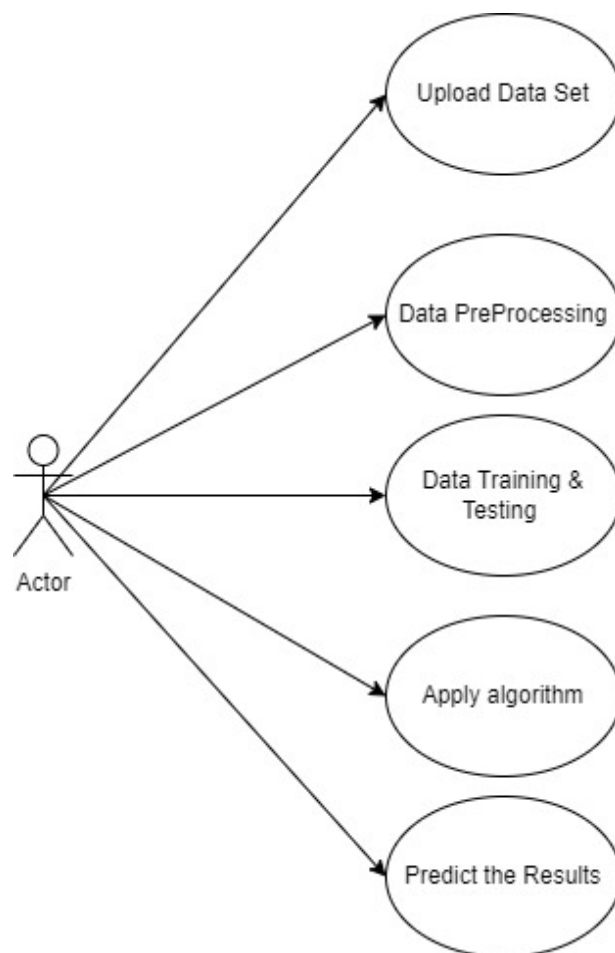 Upload Data Set
Data PreProcessing
Data Training &
Testing
Actor
Apply algorithm
Predict the Results